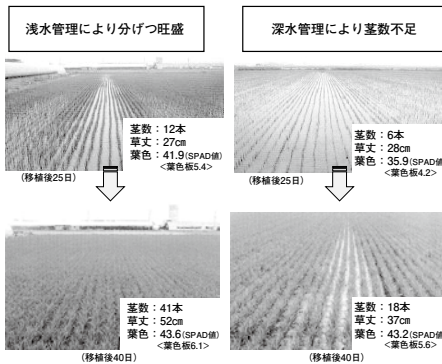 浅水管理により分げつ旺盛
深水管理により茎数不足
茎数：12本
草丈：27cm
葉色：41.9(SPAD値)
<葉色板5.4>
(移植後25日)
茎数：6本
草丈：28cm
葉色：35.9(SPAD値)
<葉色板4.2>
(移植後25日)
茎数：41本
草丈：52cm
葉色：43.6(SPAD値)
<葉色板6.1>
(移植後40日)
茎数：18本
草丈：37cm
葉色：43.2(SPAD値)
<葉色板5.6>
(移植後40日)